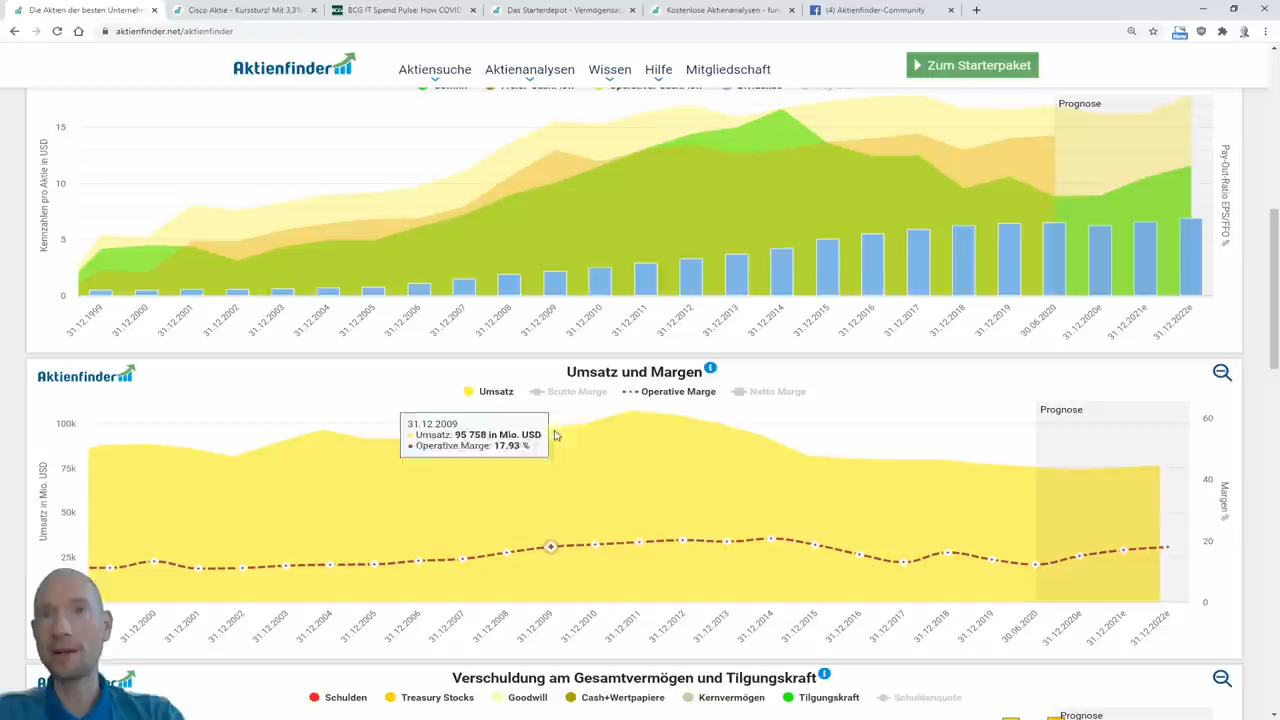 Die Akten der besten Unterneh
Cisco Aktie - Kurssturz! Mit 3,3%
BCG IT Spend Pulse: How COVID
Das Starterdepot - Vermögensau
Kostenlose Aktienanalysen - fun
(4) Aktienfinder-Community
aktienfinder.net/aktienfinder
New
Aktienfinder
Aktiensuche
Aktienanalysen
Wissen
Hilfe
Mitgliedschaft
Zum Starterpaket
Prognose
Kennzahlen pro Aktie in USD
15
10
5
0
Pay-Out-Ratio EPS/FFO %
31.12.1999
31.12.2000
31.12.2001
31.12.2002
31.12.2003
31.12.2004
31.12.2005
31.12.2006
31.12.2007
31.12.2008
31.12.2009
31.12.2010
31.12.2011
31.12.2012
31.12.2013
31.12.2014
31.12.2015
31.12.2016
31.12.2017
31.12.2018
31.12.2019
30.06.2020
31.12.2020e
31.12.2021e
31.12.2022e
Aktienfinder
Umsatz und Margen
Umsatz
Brutto Marge
Operative Marge
Netto Marge
Prognose
31.12.2009
Umsatz: 95 758 in Mio. USD
Operative Marge: 17.93 %
Umsatz in Mio. USD
100k
75k
50k
25k
60
40
20
0
Margen %
31.12.2000
31.12.2001
31.12.2002
31.12.2003
31.12.2004
31.12.2005
31.12.2006
31.12.2007
31.12.2008
31.12.2009
31.12.2010
31.12.2011
31.12.2012
31.12.2013
31.12.2014
31.12.2015
31.12.2016
31.12.2017
31.12.2018
31.12.2019
30.06.2020
31.12.2020e
31.12.2021e
31.12.2022e
Verschuldung am Gesamtvermögen und Tilgungskraft
Schulden
Treasury Stocks
Goodwill
Cash+Wertpapiere
Kernvermögen
Tilgungskraft
Schuldenquote
Prognose